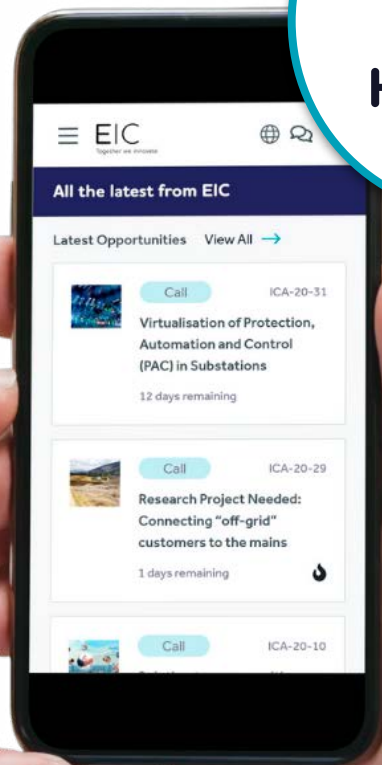 H
EIC
Together we innovate
All the latest from EIC
Latest Opportunities View All →
Call ICA-20-31
Virtualisation of Protection,
Automation and Control
(PAC) in Substations
12 days remaining
Call ICA-20-29
Research Project Needed:
Connecting “off-grid”
customers to the mains
1 days remaining
Call ICA-20-10